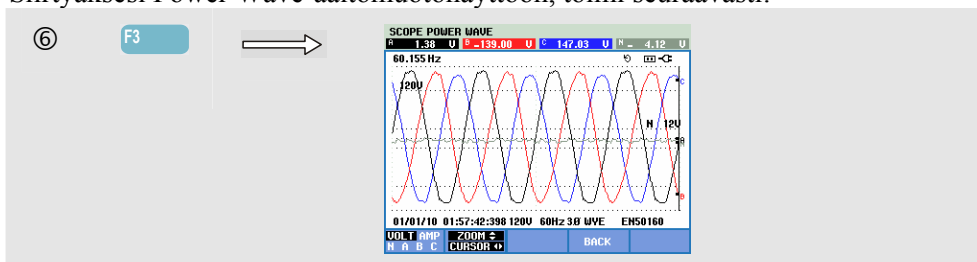 Siirtyäksesi Power Wave-aaltomuotonäyttöön, toimi seuraavasti:
⑥ F3
SCOPE POWER WAVE
A 1.38 V B -139.00 V C 147.03 V N - 4.12 V
60.155 Hz
120V
C
N 12V
A
B
01/01/10 01:57:42:398 120V 60Hz 3Ø WYE EN50160
VOLT AMP ZOOM BACK
N A B C CURSOR